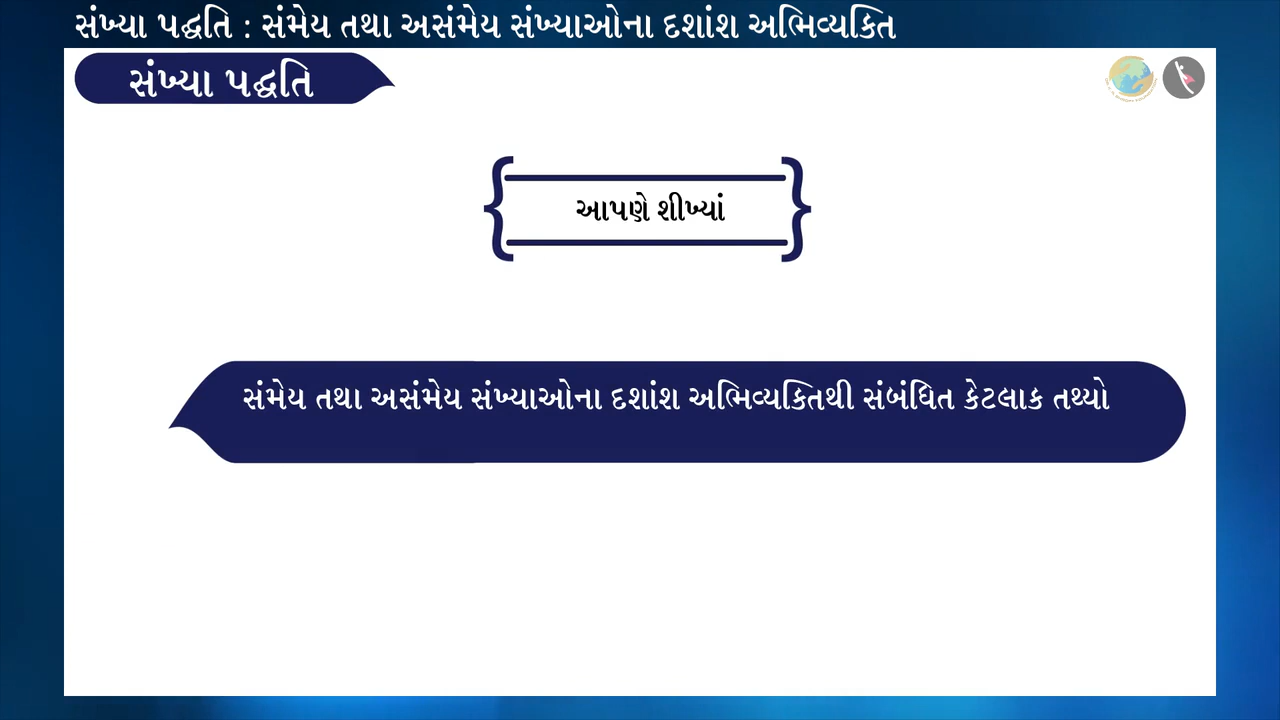 સંખ્યા પદ્ધતિ : સંમેય તથા અસંમેય સંખ્યાઓના દશાંશ અભિવ્યકિત
સંખ્યા પદ્ધતિ
આપણે શીખ્યાં
સંમેય તથા અસંમેય સંખ્યાઓના દશાંશ અભિવ્યકિતથી સંબંધિત કેટલાક તથ્યો